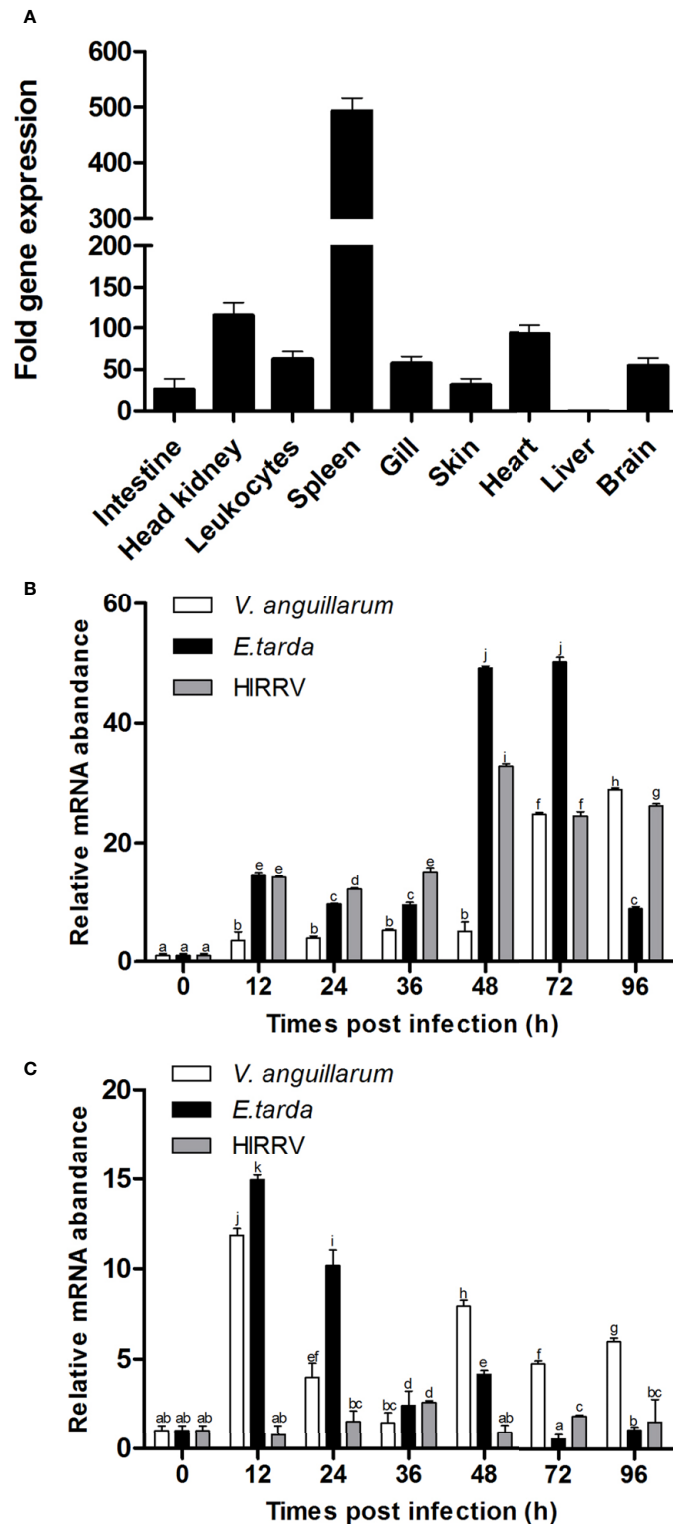 A
Fold gene expression
600
500
400
300
200
150
100
50
0
Intestine
Head kidney
Leukocytes
Spleen
Gill
Skin
Heart
Liver
Brain
B
V. anguillarum
E.tarda
HIRRV
Relative mRNA abandance
60
40
20
0
a a a
b e e
b c d
b c e
b j i
f j f
h c g
0 12 24 36 48 72 96
Times post infection (h)
C
V. anguillarum
E.tarda
HIRRV
Relative mRNA abundance
20
15
10
5
0
ab ab ab
j k ab
ef i bc
bc d d
h e ab
f a c
g b bc
0 12 24 36 48 72 96
Times post infection (h)